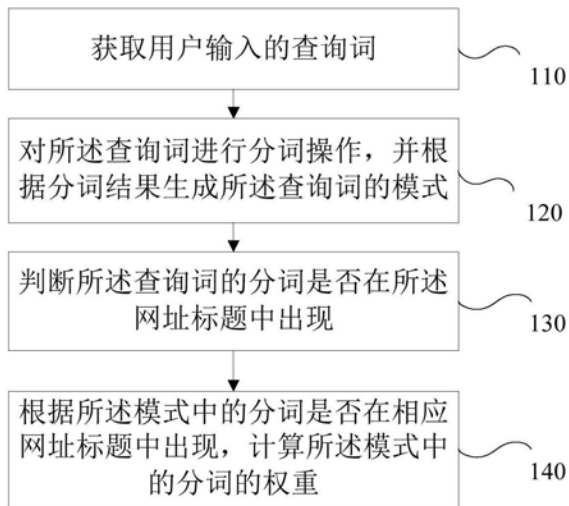 获取用户输入的查询词
110
对所述查询词进行分词操作，并根
据分词结果生成所述查询词的模式
120
判断所述查询词的分词是否在所述
网址标题中出现
130
根据所述模式中的分词是否在相应
网址标题中出现，计算所述模式中
的分词的权重
140